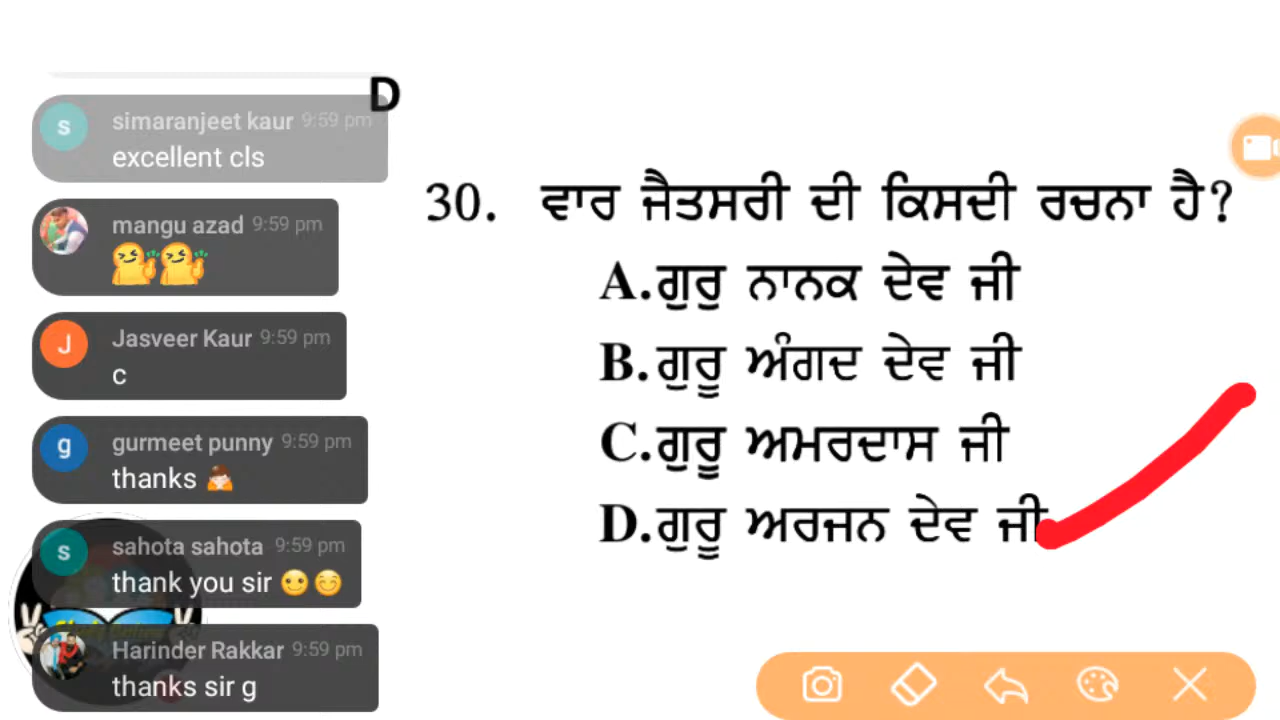 D
simaranjeet kaur 9:59 pm
excellent cls
mangu azad 9:59 pm
Jasveer Kaur 9:59 pm
c
gurmeet punny 9:59 pm
thanks 🙇
sahota sahota 9:59 pm
thank you sir 🙂☺️
Harinder Rakkar 9:59 pm
thanks sir g
30. ਵਾਰ ਜੈਤਸਰੀ ਦੀ ਕਿਸਦੀ ਰਚਨਾ ਹੈ?
A.ਗੁਰੁ ਨਾਨਕ ਦੇਵ ਜੀ
B.ਗੁਰੂ ਅੰਗਦ ਦੇਵ ਜੀ
C.ਗੁਰੂ ਅਮਰਦਾਸ ਜੀ
D.ਗੁਰੂ ਅਰਜਨ ਦੇਵ ਜੀ